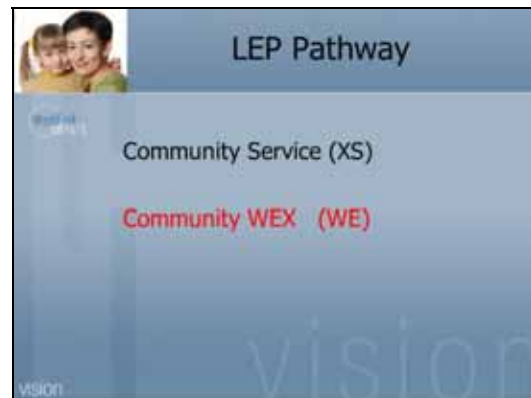 LEP Pathway
Community Service (XS)
Community WEX (WE)
vision
vision